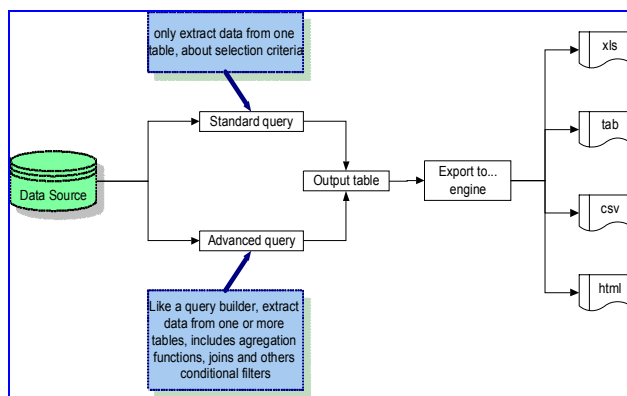 only extract data from one
table, about selection criteria
xls
Standard query
tab
Data Source
Output table
Export to...
engine
csv
Advanced query
html
Like a query builder, extract
data from one or more
tables, includes agregation
functions, joins and others
conditional filters